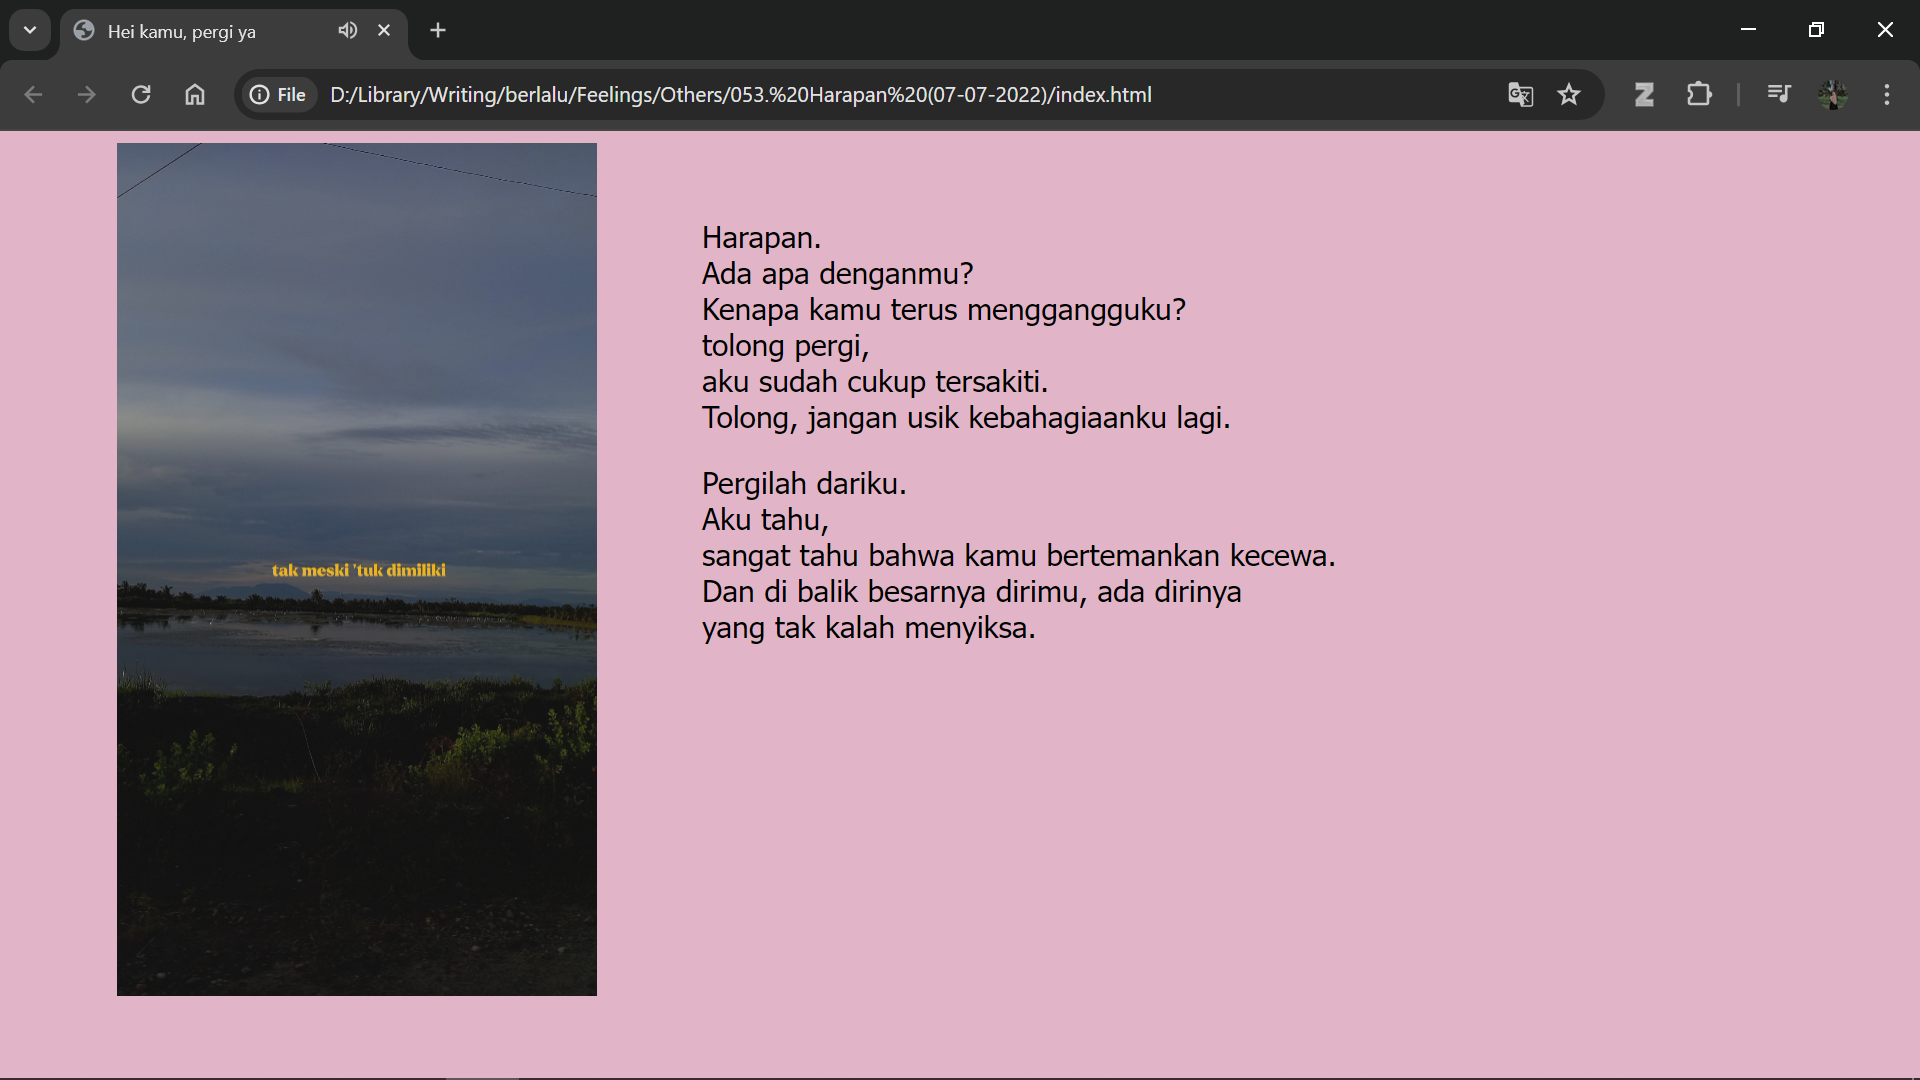 Hei kamu, pergi ya
File
D:/Library/Writing/berlalu/Feelings/Others/053.%20Harapan%20(07-07-2022)/index.html
Harapan.
Ada apa denganmu?
Kenapa kamu terus menggangguku?
tolong pergi,
aku sudah cukup tersakiti.
Tolong, jangan usik kebahagiaanku lagi.
Pergilah dariku.
Aku tahu,
sangat tahu bahwa kamu bertemankan kecewa.
Dan di balik besarnya dirimu, ada dirinya
yang tak kalah menyiksa.
tak meski 'tuk dimiliki